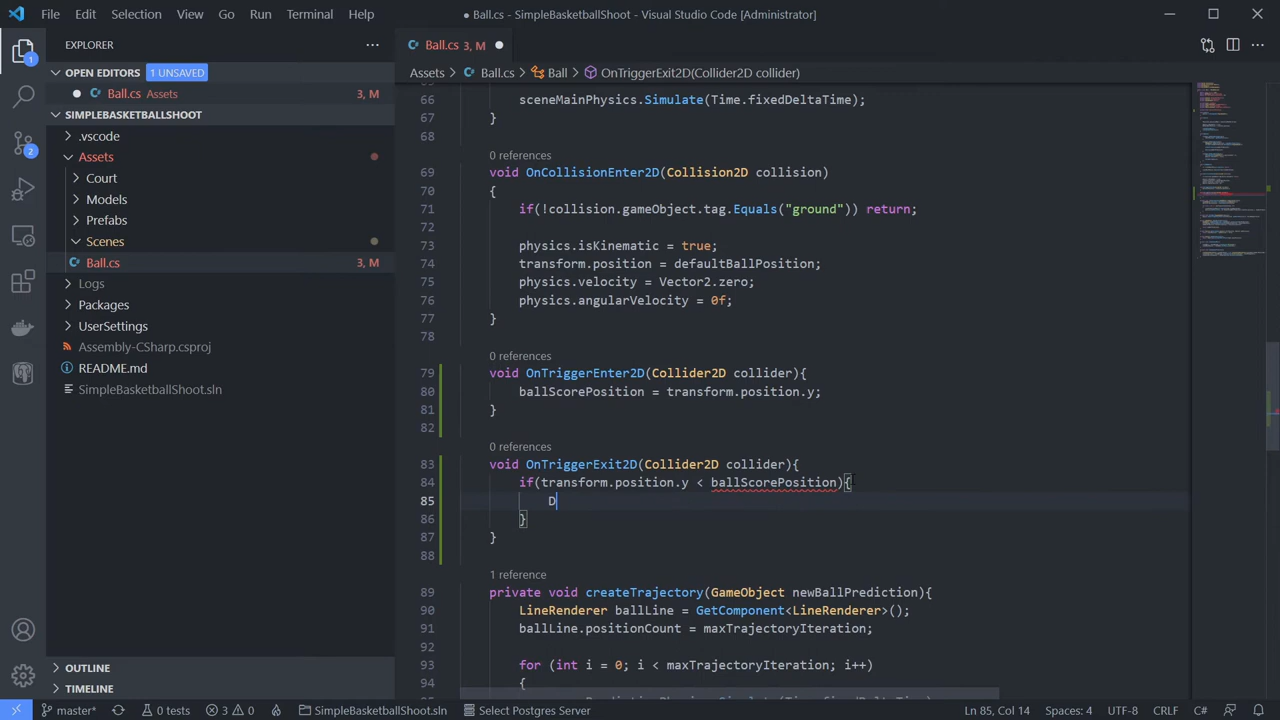 File Edit Selection View Go Run Terminal Help
● Ball.cs - SimpleBasketballShoot - Visual Studio Code [Administrator]
EXPLORER
OPEN EDITORS 1 UNSAVED
Ball.cs Assets 3, M
SIMPLEBASKETBALLSHOOT
.vscode
Assets
Court
Models
Prefabs
Scenes
Ball.cs 3, M
Logs
Packages
UserSettings
Assembly-CSharp.csproj
README.md
SimpleBasketballShoot.sln
OUTLINE
TIMELINE
1
2
Ball.cs 3, M
Assets > Ball.cs > Ball > OnTriggerExit2D(Collider2D collider)
66 sceneMainPhysics.Simulate(Time.fixedDeltaTime);
67 }
68
0 references
69 void OnCollisionEnter2D(Collision2D collision)
70 {
71 if(!collision.gameObject.tag.Equals("ground")) return;
72
73 physics.isKinematic = true;
74 transform.position = defaultBallPosition;
75 physics.velocity = Vector2.zero;
76 physics.angularVelocity = 0f;
77 }
78
0 references
79 void OnTriggerEnter2D(Collider2D collider){
80 ballScorePosition = transform.position.y;
81 }
82
0 references
83 void OnTriggerExit2D(Collider2D collider){
84 if(transform.position.y < ballScorePosition){
85 D
86 }
87 }
88
1 reference
89 private void createTrajectory(GameObject newBallPrediction){
90 LineRenderer ballLine = GetComponent<LineRenderer>();
91 ballLine.positionCount = maxTrajectoryIteration;
92
93 for (int i = 0; i < maxTrajectoryIteration; i++)
94 {
master* 0 tests 3 0 SimpleBasketballShoot.sln Select Postgres Server Ln 85, Col 14 Spaces: 4 UTF-8 CRLF C#